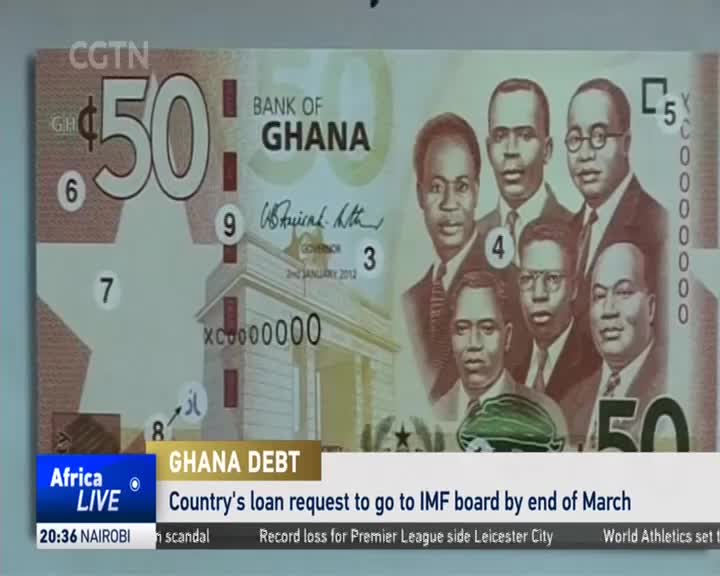 CGTN
GH₵50
50
BANK OF
GHANA
5
6
9
GOVERNOR
3
4
2ND JANUARY 2012
7
XC0000000
8
50
GHANA DEBT
Africa
LIVE
Country's loan request to go to IMF board by end of March
20:36 NAIROBI
n scandal Record loss for Premier League side Leicester City World Athletics set t